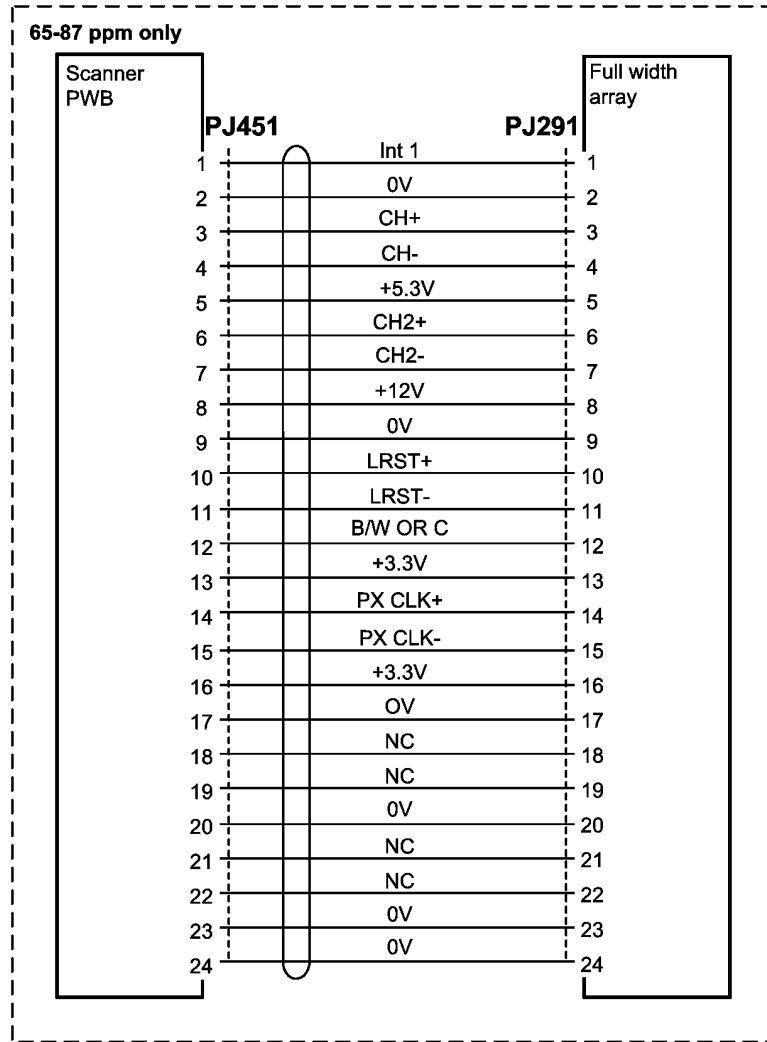 65-87 ppm only
Scanner
PWB
Full width
array
PJ451
PJ291
1 Int 1 1
2 0V 2
3 CH+ 3
4 CH- 4
5 +5.3V 5
6 CH2+ 6
7 CH2- 7
8 +12V 8
9 0V 9
10 LRST+ 10
11 LRST- 11
12 B/W OR C 12
13 +3.3V 13
14 PX CLK+ 14
15 PX CLK- 15
16 +3.3V 16
17 OV 17
18 NC 18
19 NC 19
20 0V 20
21 NC 21
22 NC 22
23 0V 23
24 0V 24